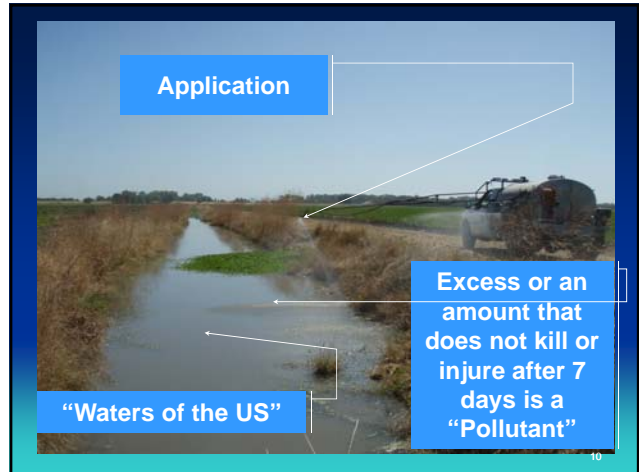 Application
Excess or an
amount that
does not kill or
injure after 7
days is a
“Pollutant”
“Waters of the US”
10